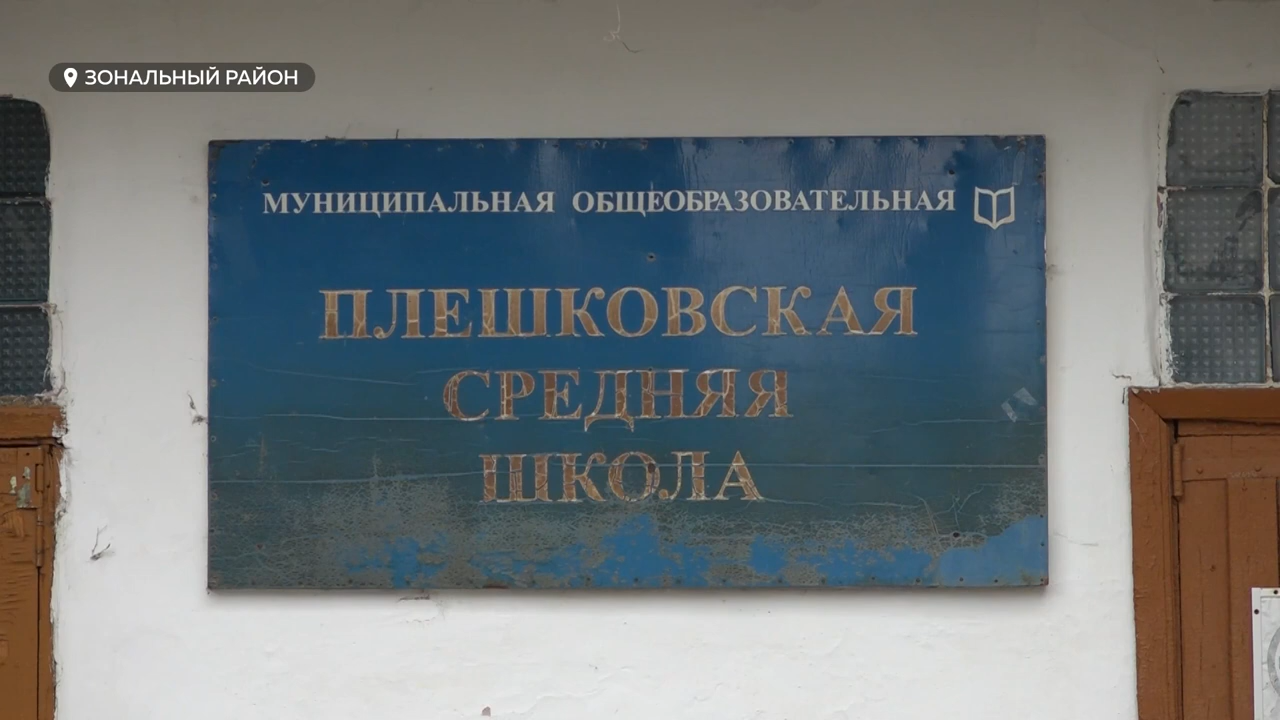 ЗОНАЛЬНЫЙ РАЙОН
МУНИЦИПАЛЬНАЯ ОБЩЕОБРАЗОВАТЕЛЬНАЯ
ПЛЕШКОВСКАЯ
СРЕДНЯЯ
ШКОЛА